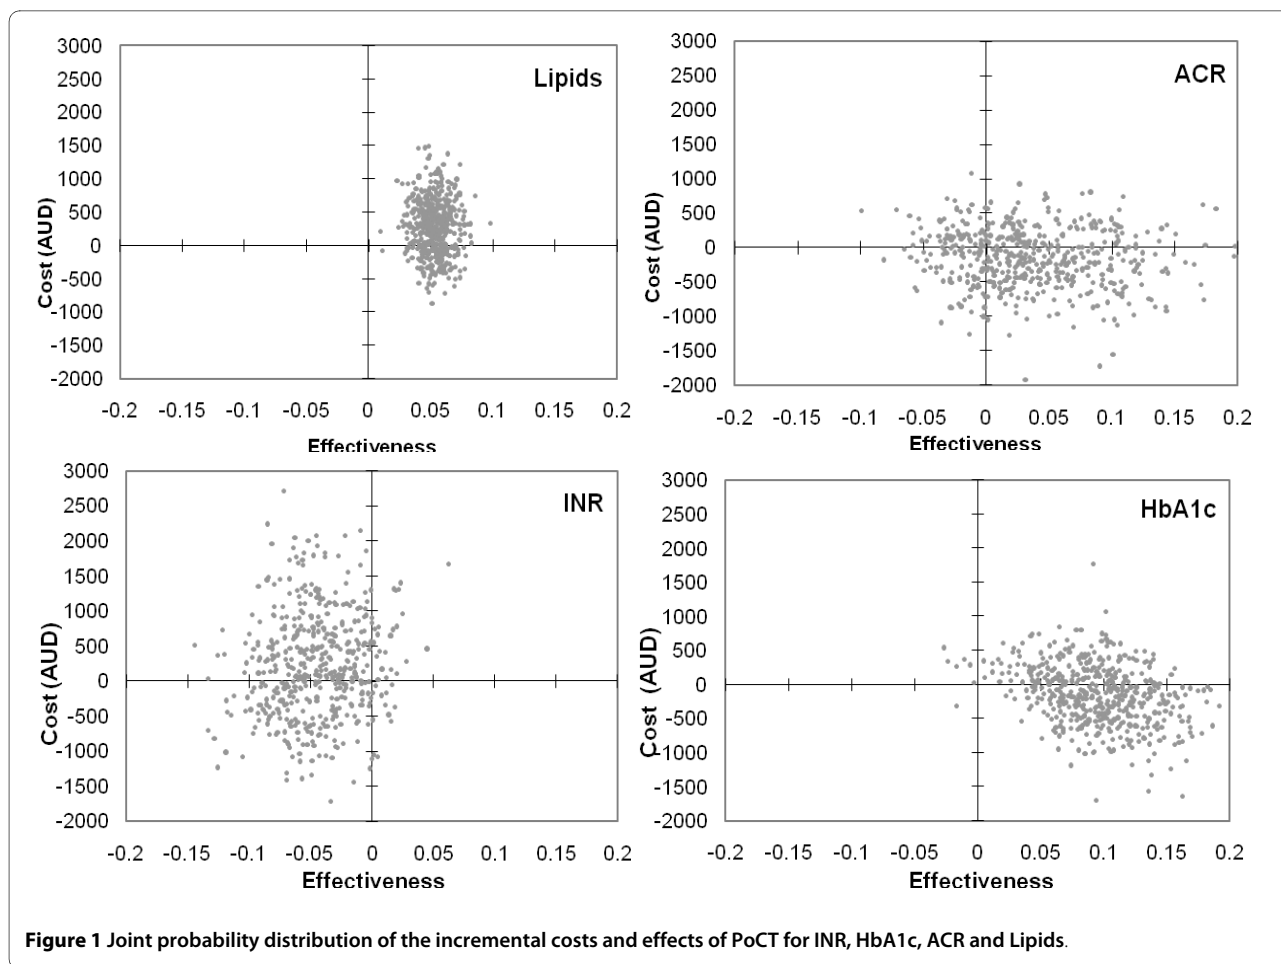 3000
2500
2000
1500
1000
500
0
-500
-1000
-1500
-2000
Cost (AUD)
Lipids
-0.2 -0.15 -0.1 -0.05 0 0.05 0.1 0.15 0.2
Effectiveness
3000
2500
2000
1500
1000
500
0
-500
-1000
-1500
-2000
Cost (AUD)
ACR
-0.2 -0.15 -0.1 -0.05 0 0.05 0.1 0.15 0.2
Effectiveness
3000
2500
2000
1500
1000
500
0
-500
-1000
-1500
-2000
Cost (AUD)
INR
-0.2 -0.15 -0.1 -0.05 0 0.05 0.1 0.15 0.2
Effectiveness
3000
2500
2000
1500
1000
500
0
-500
-1000
-1500
-2000
Cost (AUD)
HbA1c
-0.2 -0.15 -0.1 -0.05 0 0.05 0.1 0.15 0.2
Effectiveness
Figure 1 Joint probability distribution of the incremental costs and effects of PoCT for INR, HbA1c, ACR and Lipids.